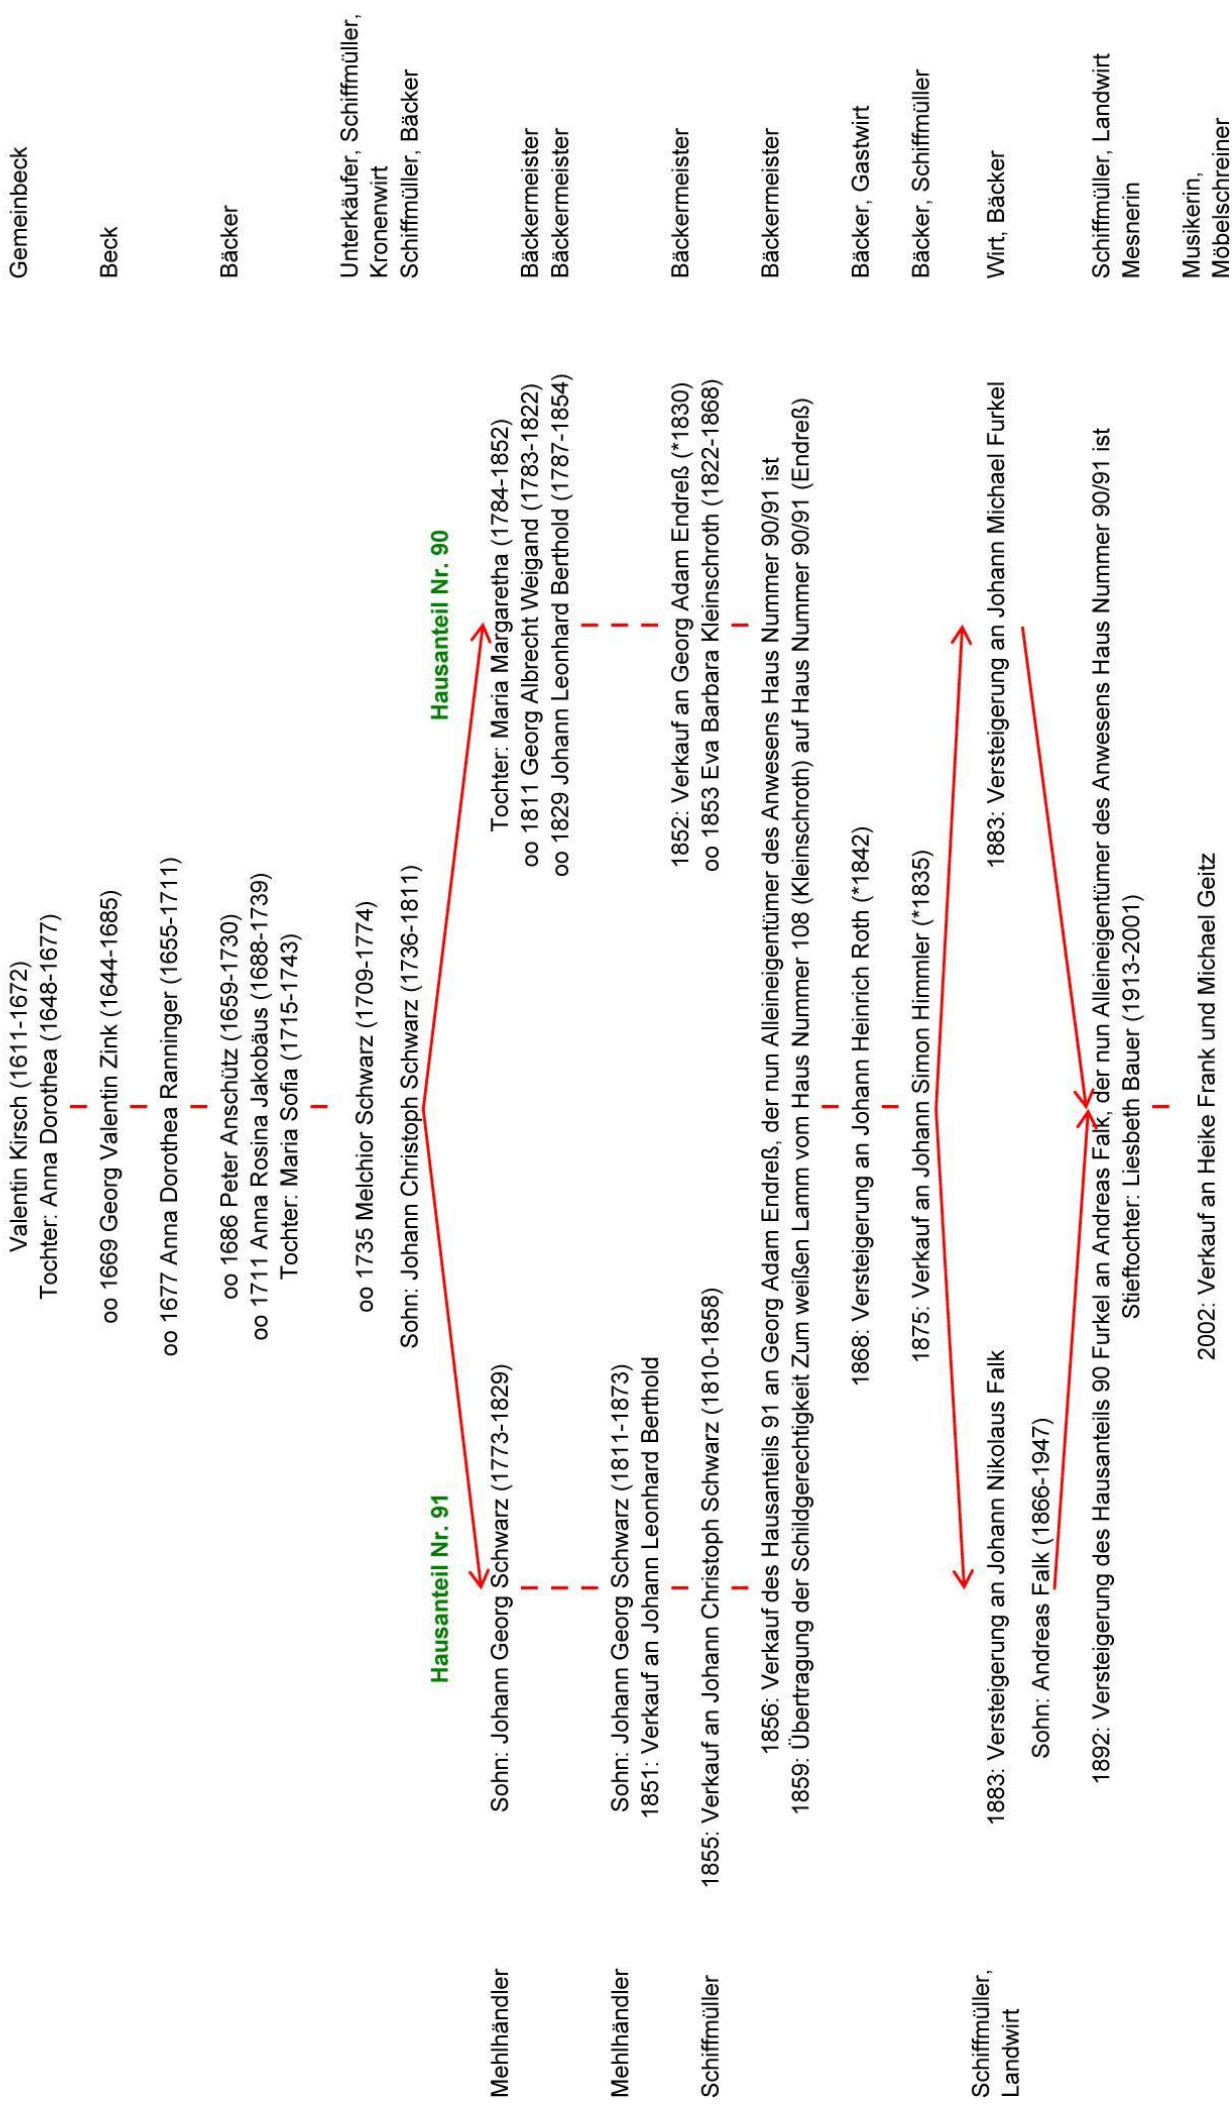 Valentin Kirsch (1611-1672)
Gemeinbeck
Tochter: Anna Dorothea (1648-1677)
oo 1669 Georg Valentin Zink (1644-1685)
Beck
oo 1677 Anna Dorothea Ranninger (1655-1711)
oo 1686 Peter Anschütz (1659-1730)
Bäcker
oo 1711 Anna Rosina Jakobäus (1688-1739)
Tochter: Maria Sofia (1715-1743)
oo 1735 Melchior Schwarz (1709-1774)
Unterkäufer, Schiffmüller,
Kronenwirt
Sohn: Johann Christoph Schwarz (1736-1811)
Schiffmüller, Bäcker
Hausanteil Nr. 91
Hausanteil Nr. 90
Mehlhändler
Sohn: Johann Georg Schwarz (1773-1829)
Tochter: Maria Margaretha (1784-1852)
oo 1811 Georg Albrecht Weigand (1783-1822)
Bäckermeister
oo 1829 Johann Leonhard Berthold (1787-1854)
Bäckermeister
Mehlhändler
Sohn: Johann Georg Schwarz (1811-1873)
1851: Verkauf an Johann Leonhard Berthold
1852: Verkauf an Georg Adam Endreß (*1830)
Bäckermeister
Schiffmüller
1855: Verkauf an Johann Christoph Schwarz (1810-1858)
oo 1853 Eva Barbara Kleinschroth (1822-1868)
1856: Verkauf des Hausanteils 91 an Georg Adam Endreß, der nun Alleineigentümer des Anwesens Haus Nummer 90/91 ist
Bäckermeister
1859: Übertragung der Schildgerechtigkeit Zum weißen Lamm vom Haus Nummer 108 (Kleinschroth) auf Haus Nummer 90/91 (Endreß)
1868: Versteigerung an Johann Heinrich Roth (*1842)
Bäcker, Gastwirt
1875: Verkauf an Johann Simon Himmler (*1835)
Bäcker, Schiffmüller
Schiffmüller,
Landwirt
1883: Versteigerung an Johann Nikolaus Falk
1883: Versteigerung an Johann Michael Furkel
Wirt, Bäcker
Sohn: Andreas Falk (1866-1947)
1892: Versteigerung des Hausanteils 90 Furkel an Andreas Falk, der nun Alleineigentümer des Anwesens Haus Nummer 90/91 ist
Schiffmüller, Landwirt
Stieftochter: Liesbeth Bauer (1913-2001)
Mesnerin
2002: Verkauf an Heike Frank und Michael Geitz
Musikerin,
Möbelschreiner